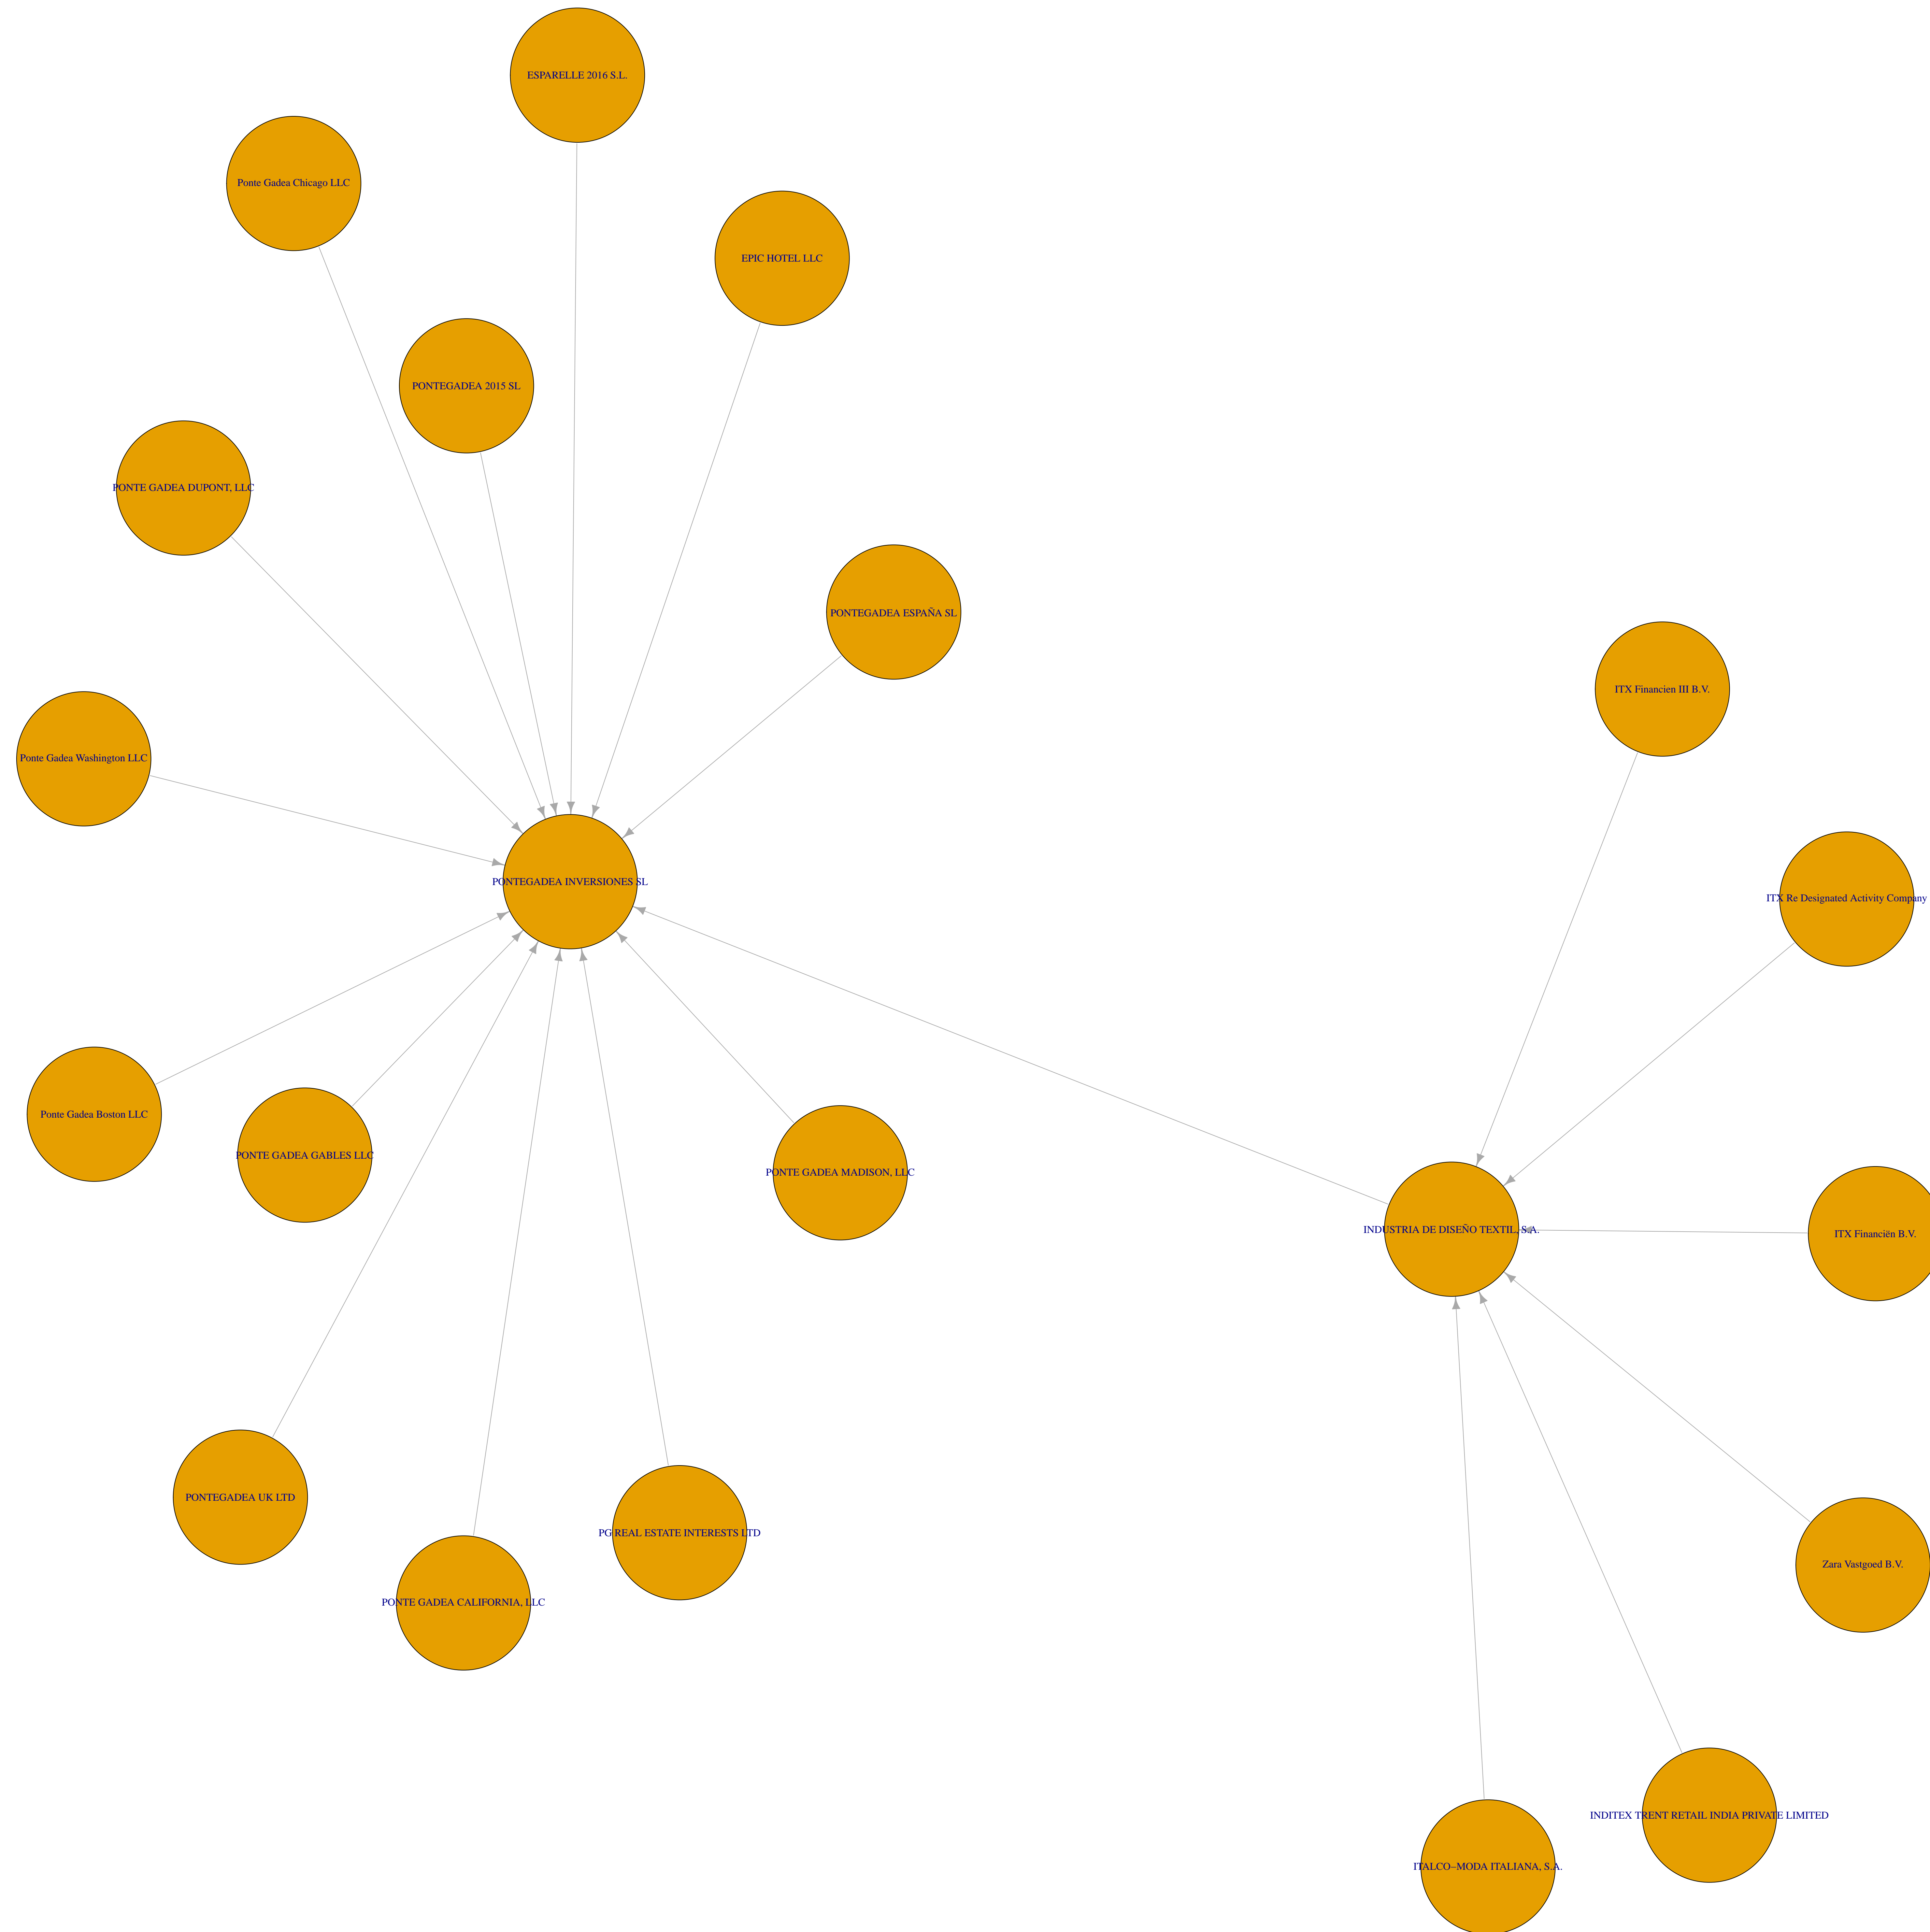 ESPARELLE 2016 S.L.
Ponte Gadea Chicago LLC
EPIC HOTEL LLC
PONTEGADEA 2015 SL
PONTE GADEA DUPONT, LLC
PONTEGADEA ESPAÑA SL
ITX Financien III B.V.
Ponte Gadea Washington LLC
PONTEGADEA INVERSIONES SL
ITX Re Designated Activity Company
Ponte Gadea Boston LLC
PONTE GADEA GABLES LLC
PONTE GADEA MADISON, LLC
INDUSTRIA DE DISEÑO TEXTIL, S.A.
ITX Financiën B.V.
PONTEGADEA UK LTD
PG REAL ESTATE INTERESTS LTD
Zara Vastgoed B.V.
PONTE GADEA CALIFORNIA, LLC
INDITEX TRENT RETAIL INDIA PRIVATE LIMITED
ITALCO−MODA ITALIANA, S.A.